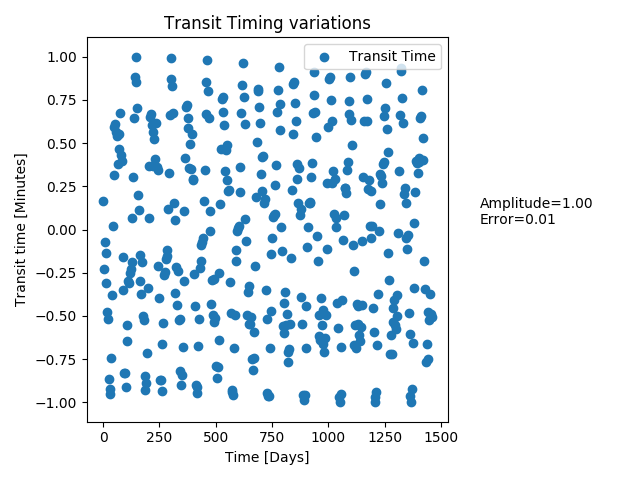 Transit Timing variations
Transit Time
Transit time [Minutes]
1.00
0.75
0.50
0.25
0.00
−0.25
−0.50
−0.75
−1.00
0 250 500 750 1000 1250 1500
Time [Days]
Amplitude=1.00
Error=0.01